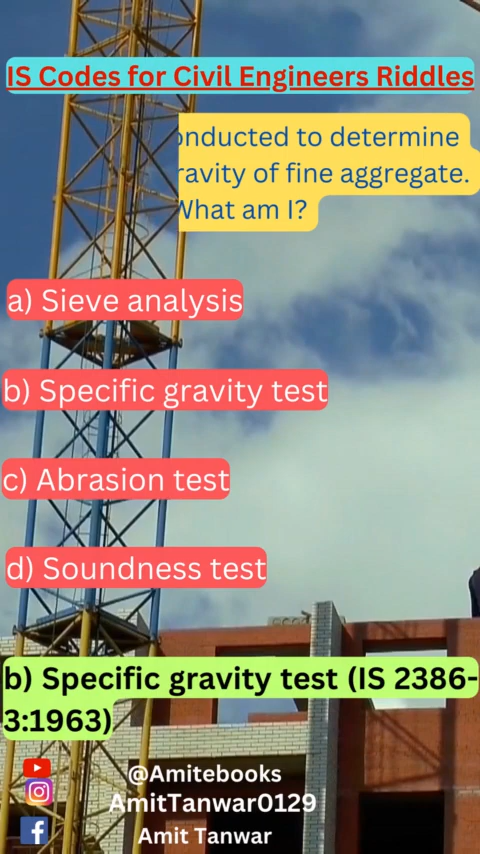 IS Codes for Civil Engineers Riddles
onducted to determine
ravity of fine aggregate.
What am I?
a) Sieve analysis
b) Specific gravity test
c) Abrasion test
d) Soundness test
b) Specific gravity test (IS 2386-
3:1963)
@Amitebooks
AmitTanwar0129
Amit Tanwar